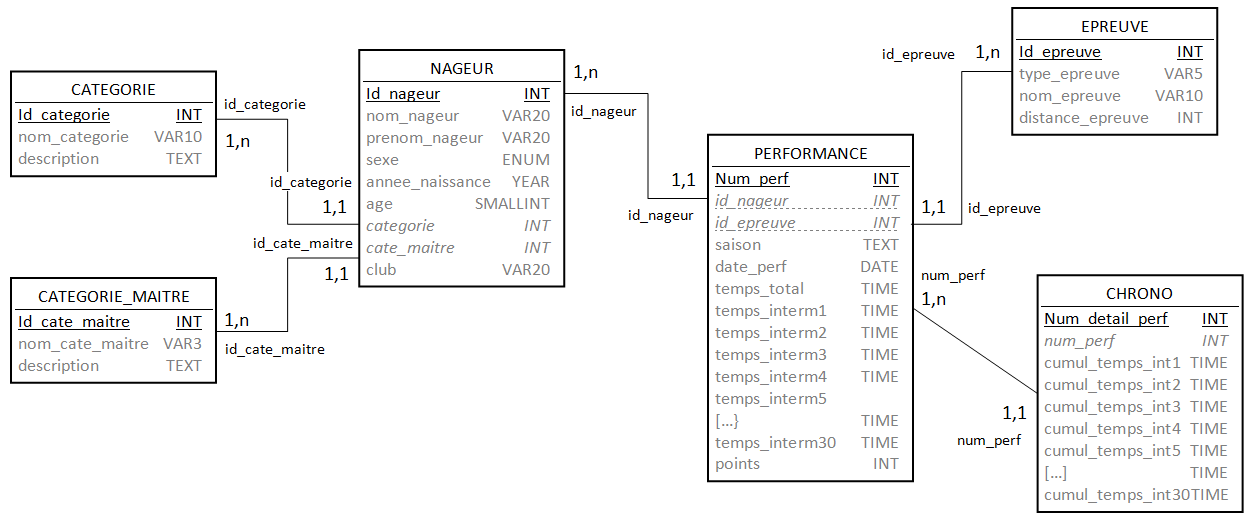 CATEGORIE
Id_categorie INT
nom_categorie VAR10
description TEXT
id_categorie
1,n
id_categorie
1,1
CATEGORIE_MAITRE
Id_cate_maitre INT
nom_cate_maitre VAR3
description TEXT
1,n
id_cate_maitre
id_cate_maitre
1,1
NAGEUR
Id_nageur INT
nom_nageur VAR20
prenom_nageur VAR20
sexe ENUM
annee_naissance YEAR
age SMALLINT
categorie INT
cate_maitre INT
club VAR20
1,n
id_nageur
1,1
id_nageur
PERFORMANCE
Num_perf INT
id_nageur INT
id_epreuve INT
saison TEXT
date_perf DATE
temps_total TIME
temps_interm1 TIME
temps_interm2 TIME
temps_interm3 TIME
temps_interm4 TIME
temps_interm5
[...} TIME
temps_interm30 TIME
points INT
id_epreuve
1,n
EPREUVE
Id_epreuve INT
type_epreuve VAR5
nom_epreuve VAR10
distance_epreuve INT
1,1
id_epreuve
num_perf
1,n
1,1
num_perf
CHRONO
Num_detail_perf INT
num_perf INT
cumul_temps_int1 TIME
cumul_temps_int2 TIME
cumul_temps_int3 TIME
cumul_temps_int4 TIME
cumul_temps_int5 TIME
[...] TIME
cumul_temps_int30 TIME